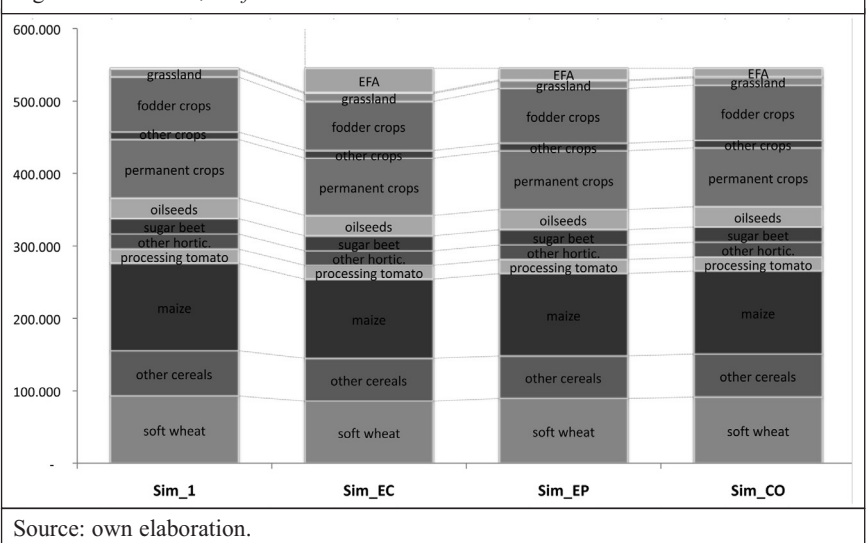 600.000
500.000
400.000
300.000
200.000
100.000
-
grassland
fodder crops
other crops
permanent crops
oilseeds
sugar beet
other hortic.
processing tomato
maize
other cereals
soft wheat
EFA
grassland
fodder crops
other crops
permanent crops
oilseeds
sugar beet
other hortic.
processing tomato
maize
other cereals
soft wheat
EFA
grassland
fodder crops
other crops
permanent crops
oilseeds
sugar beet
other hortic.
processing tomato
maize
other cereals
soft wheat
EFA
grassland
fodder crops
other crops
permanent crops
oilseeds
sugar beet
other hortic.
processing tomato
maize
other cereals
soft wheat
Sim_1 Sim_EC Sim_EP Sim_CO
Source: own elaboration.